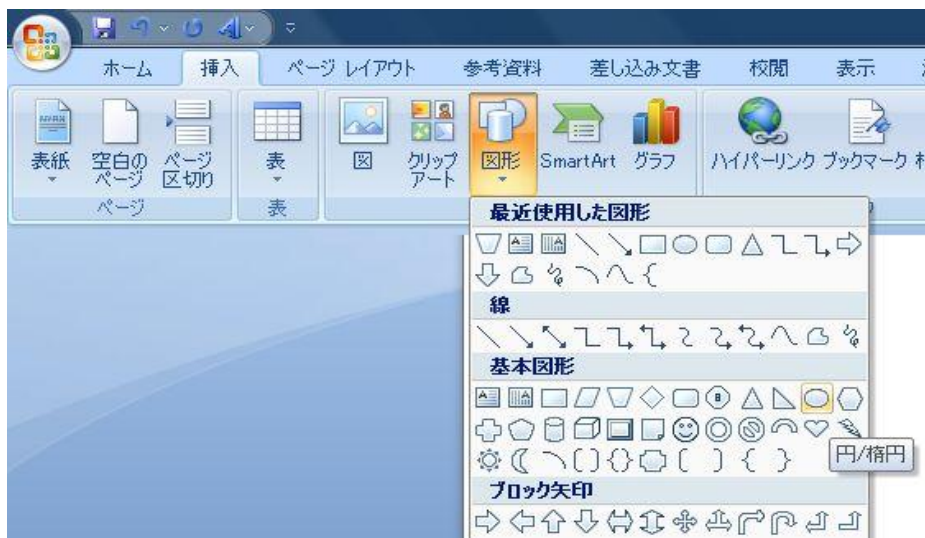 ホーム 挿入 ページ レイアウト 参考資料 差し込み文書 校閲 表示
表紙 空白の ページ ページ 区切り 表 図 クリップ アート 図形 SmartArt グラフ ハイパーリンク ブックマーク
ページ 表
最近使用した図形
線
基本図形
円/楕円
ブロック矢印